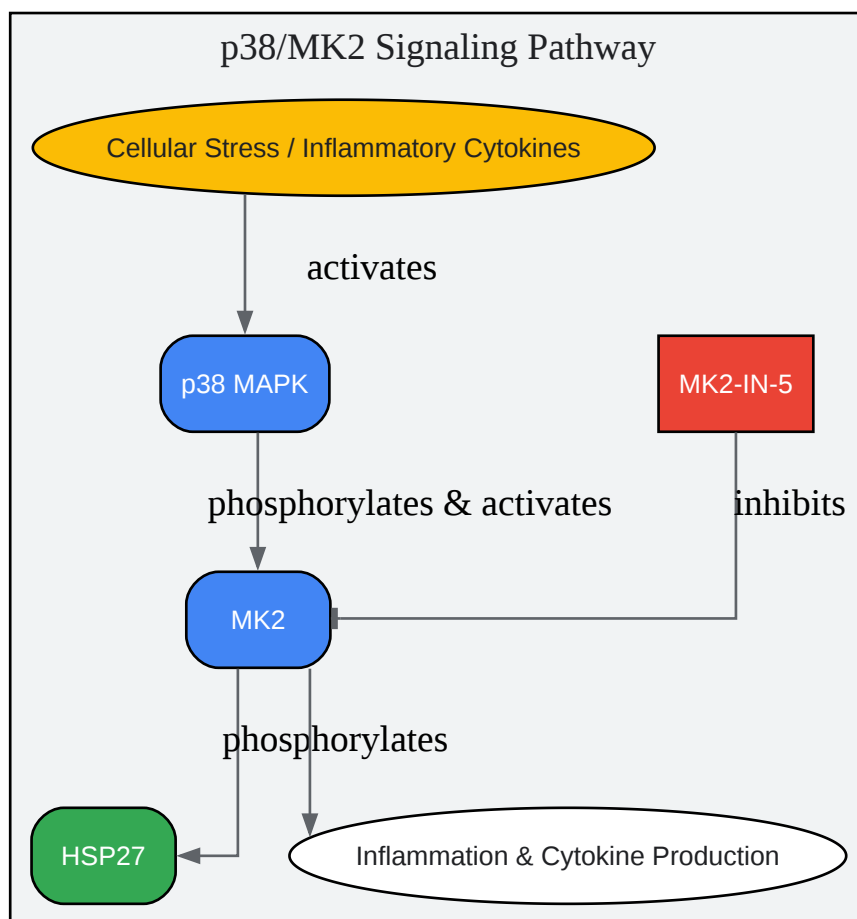 p38/MK2 Signaling Pathway
Cellular Stress / Inflammatory Cytokines
activates
p38 MAPK
MK2-IN-5
phosphorylates & activates
inhibits
MK2
phosphorylates
HSP27
Inflammation & Cytokine Production